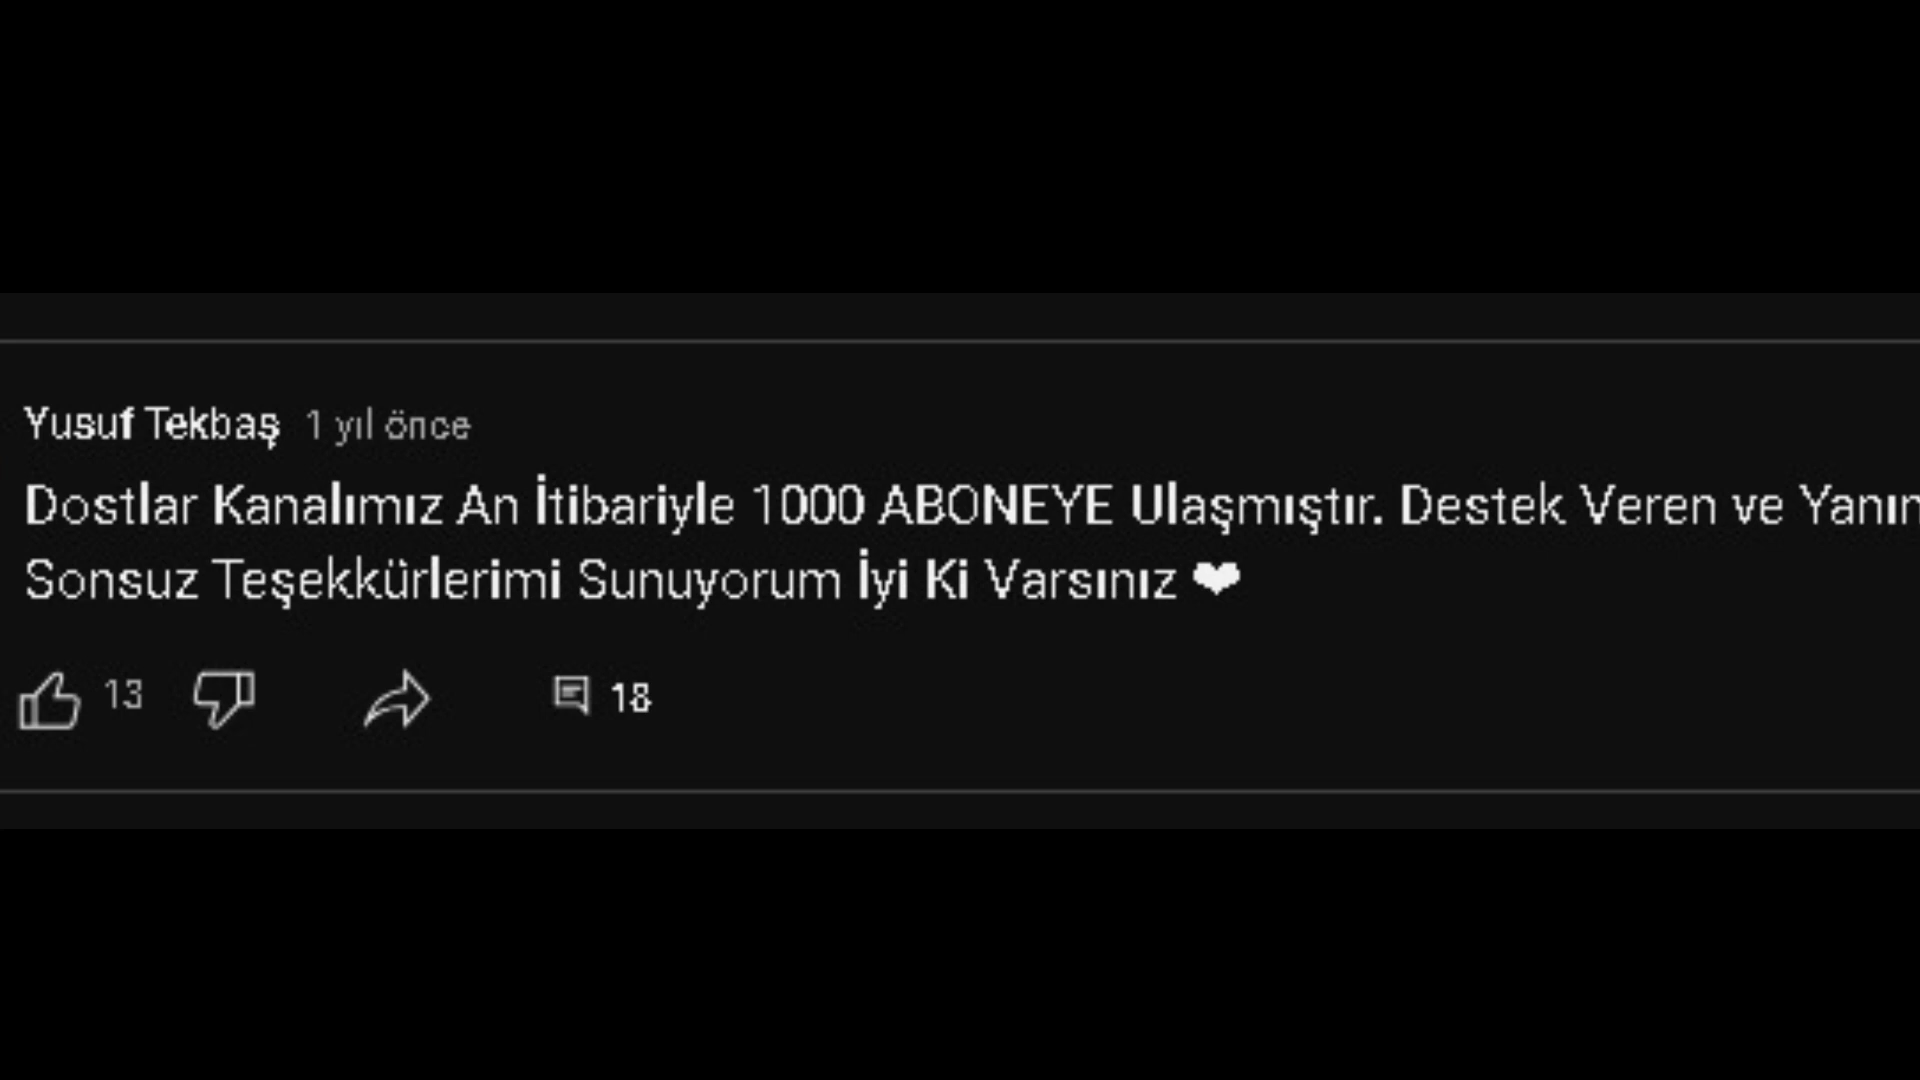 Yusuf Tekbaş 1 yıl önce
Dostlar Kanalımız An İtibariyle 1000 ABONEYE Ulaşmıştır. Destek Veren ve
Sonsuz Teşekkürlerimi Sunuyorum İyi Ki Varsınız ❤
13 18